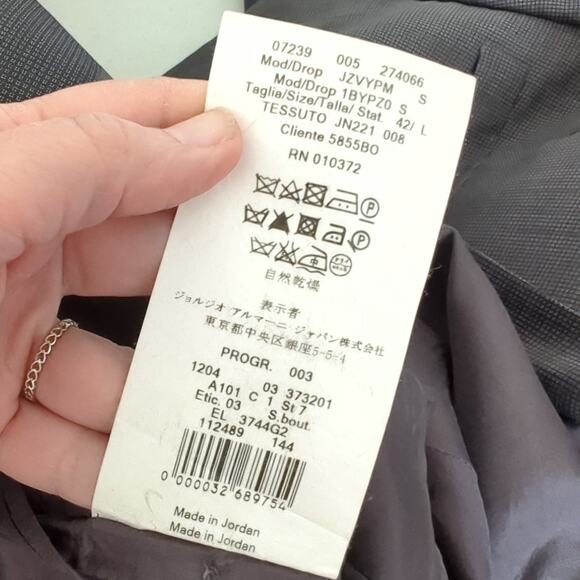 07239 005 274066
Mod/Drop JZVYPM S
Mod/Drop 1BYPZ0 S
Taglia/Size/Talla/ Stat. 42/ L
TESSUTO JN221 008
Cliente 5855BO
RN 010372
P
P
中
自然乾燥
表示者
ジョルジオ アルマーニ ジャパン株式会社
東京都中央区銀座5-5-4
PROGR. 003
1204 03 373201
A101 C 1 St 7
Etic. 03 S.bout.
EL 3744G2
112489 144
0 000032 689754
Made in Jordan
Made in Jordan